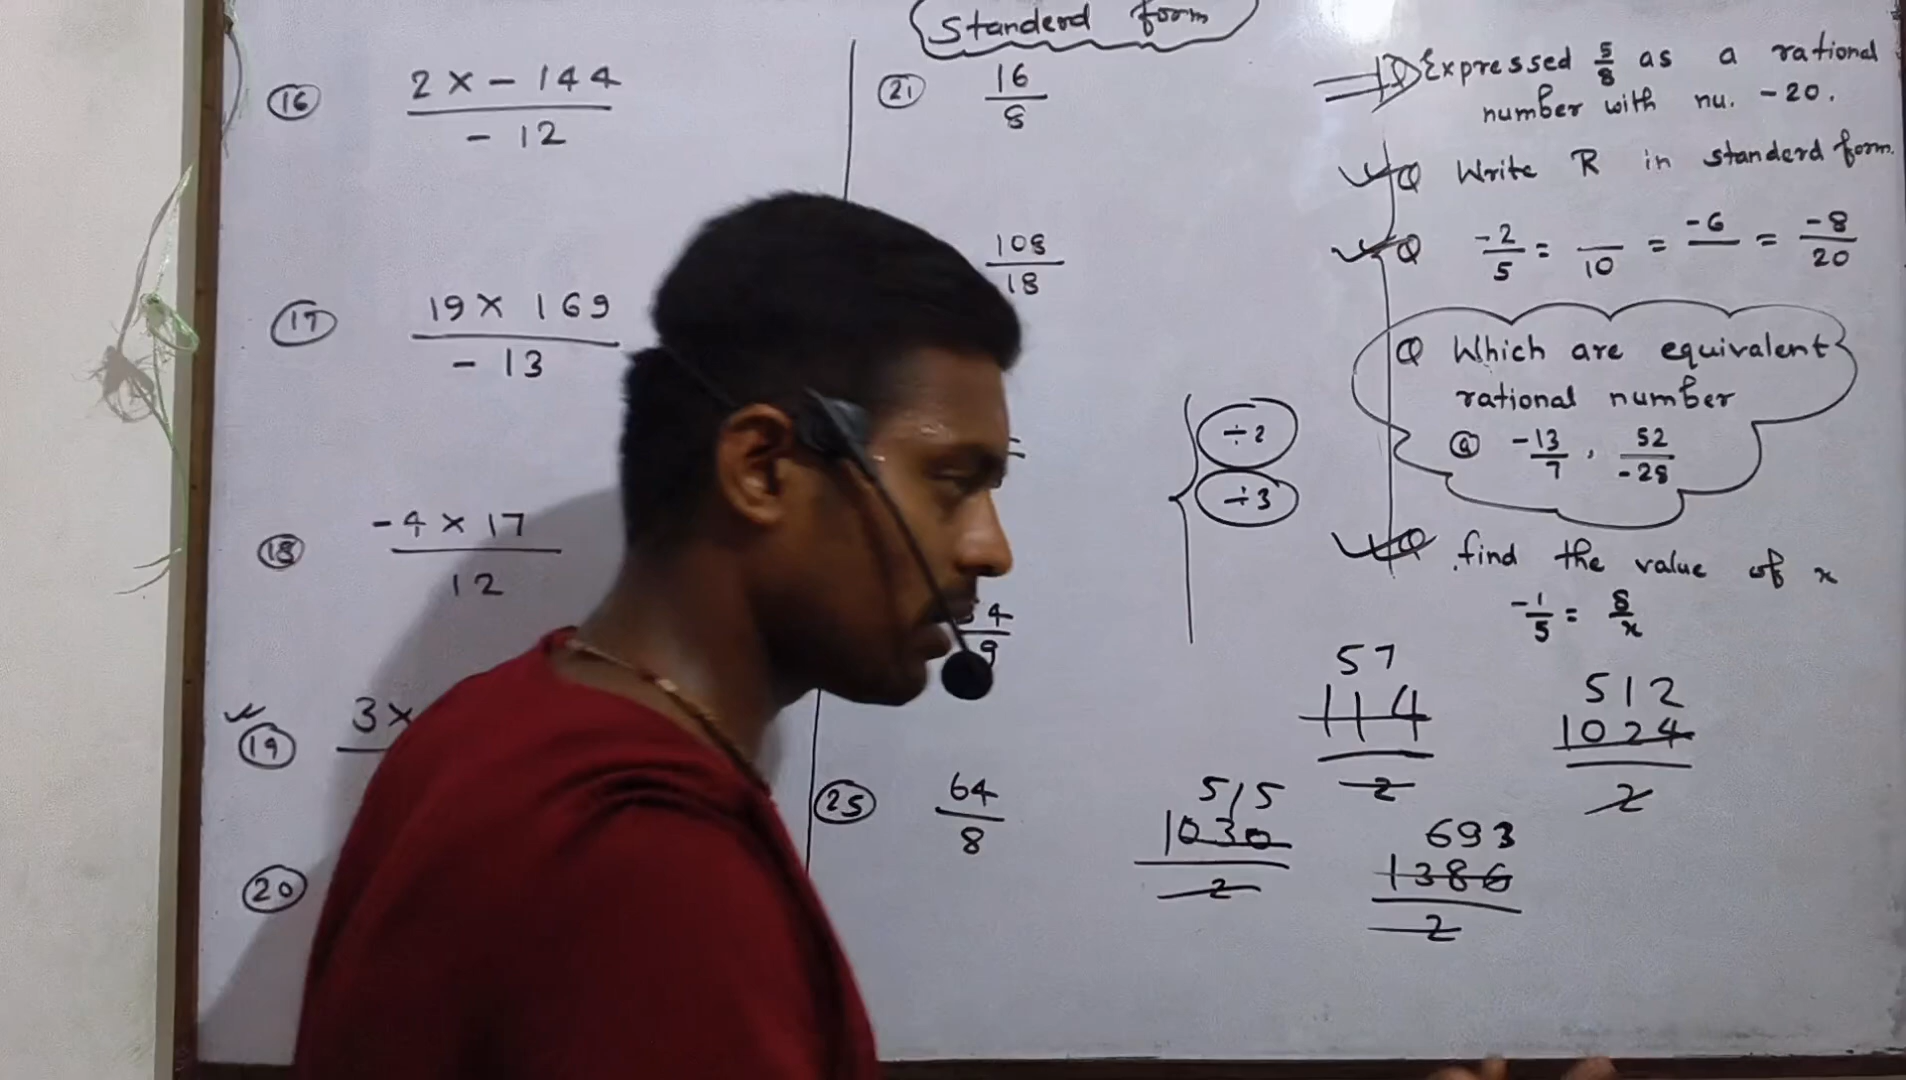 Standerd form
(16) 2 x - 144
- 12
(17) 19 x 169
- 13
(18) - 4 x 17
12
(19) 3 x
(20)
(21) 16
8
108
18
=
4
9
(25) 64
8
÷2
÷3
Expressed 5/8 as a rational
number with nu. -20.
Q Write R in standerd form.
Q -2/5 = /10 = -6/ = -8/20
Q Which are equivalent
rational number
(a) -13/7 , 52/-28
Q find the value of x
-1/5 = 8/x
57
114
2
512
1024
2
515
1030
2
693
1386
2